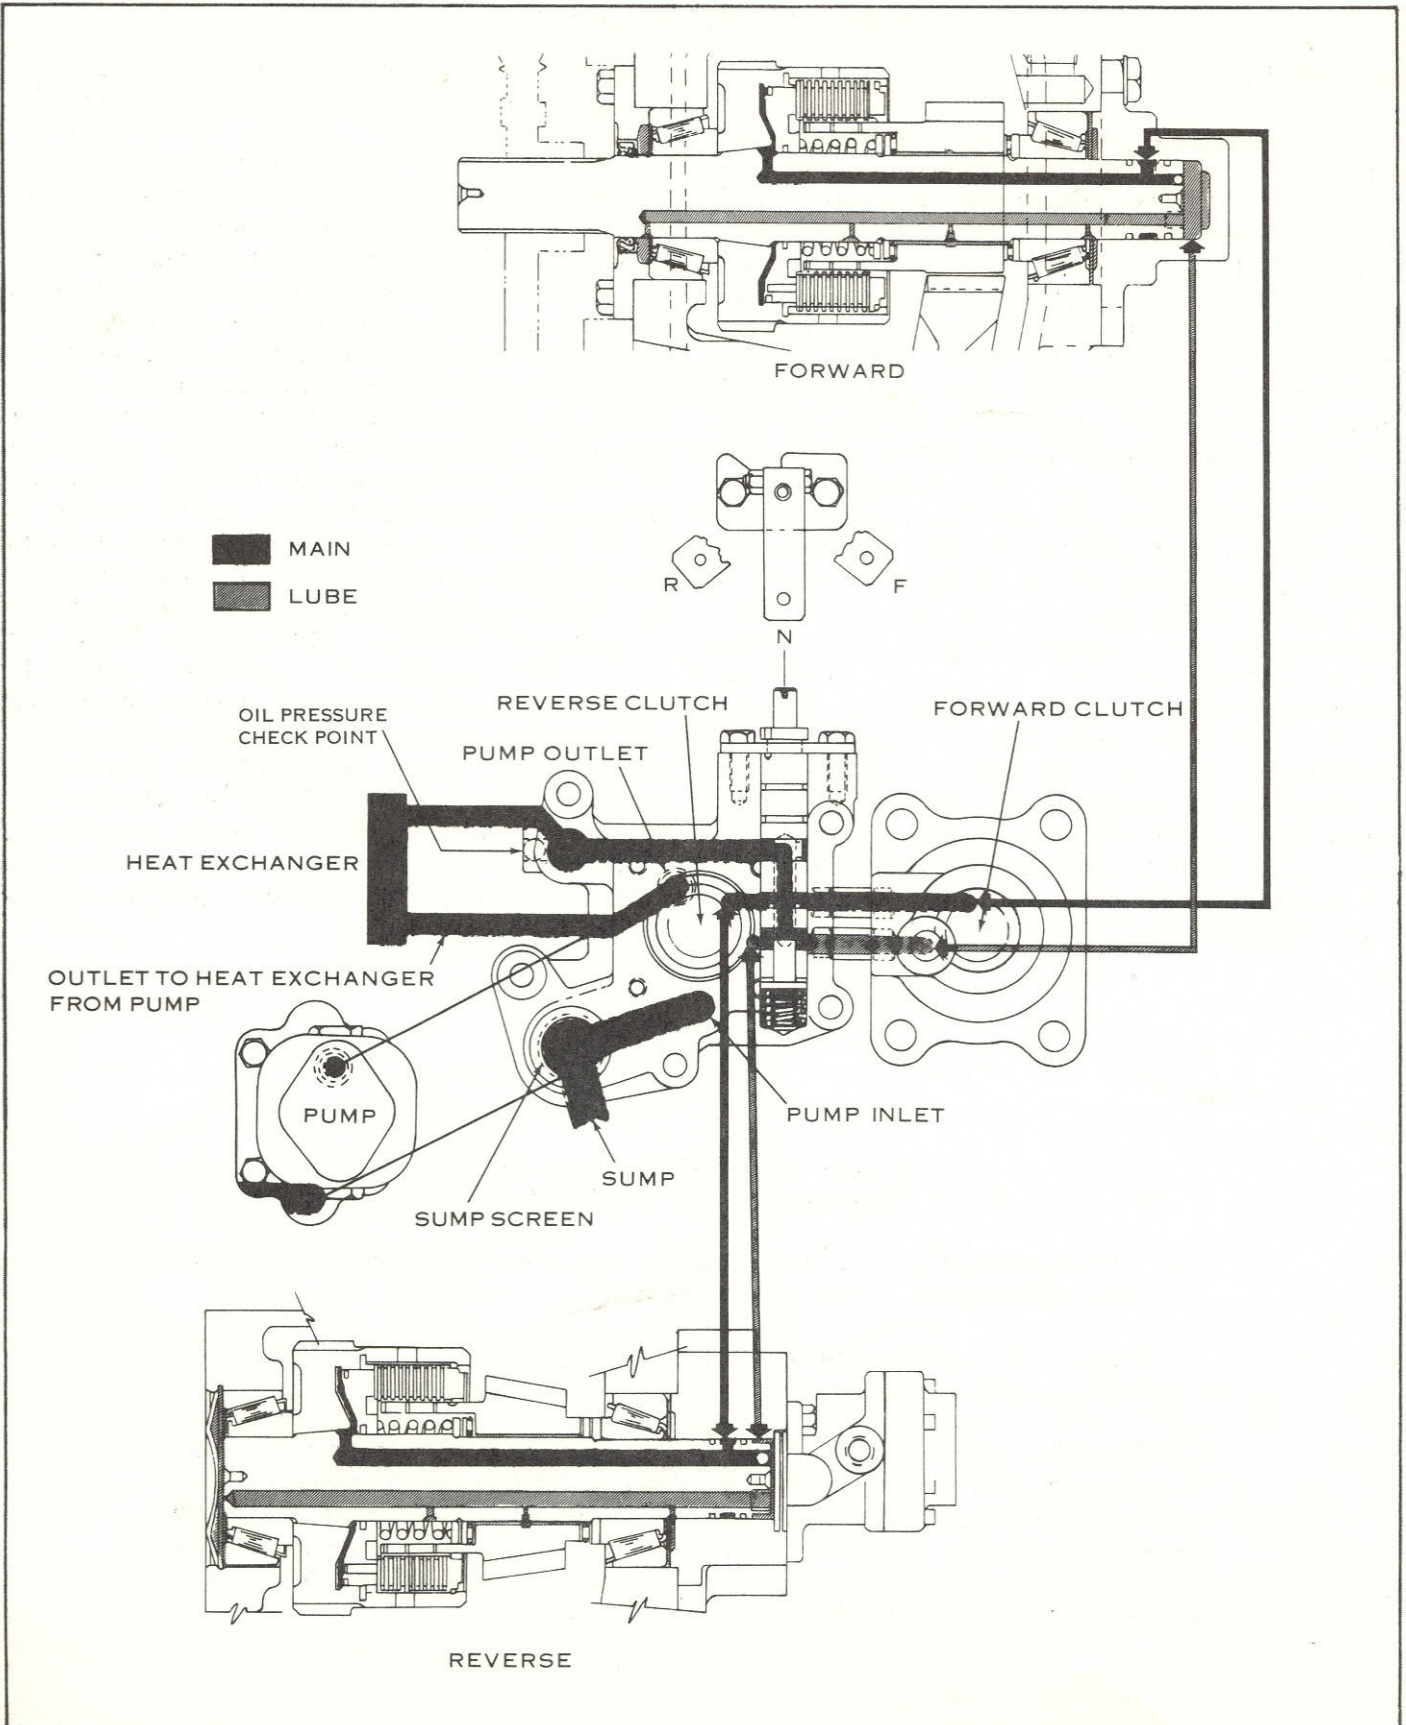 FORWARD
MAIN
LUBE
R
F
N
OIL PRESSURE
CHECK POINT
REVERSE CLUTCH
PUMP OUTLET
FORWARD CLUTCH
HEAT EXCHANGER
OUTLET TO HEAT EXCHANGER
FROM PUMP
PUMP
PUMP INLET
SUMP
SUMP SCREEN
REVERSE